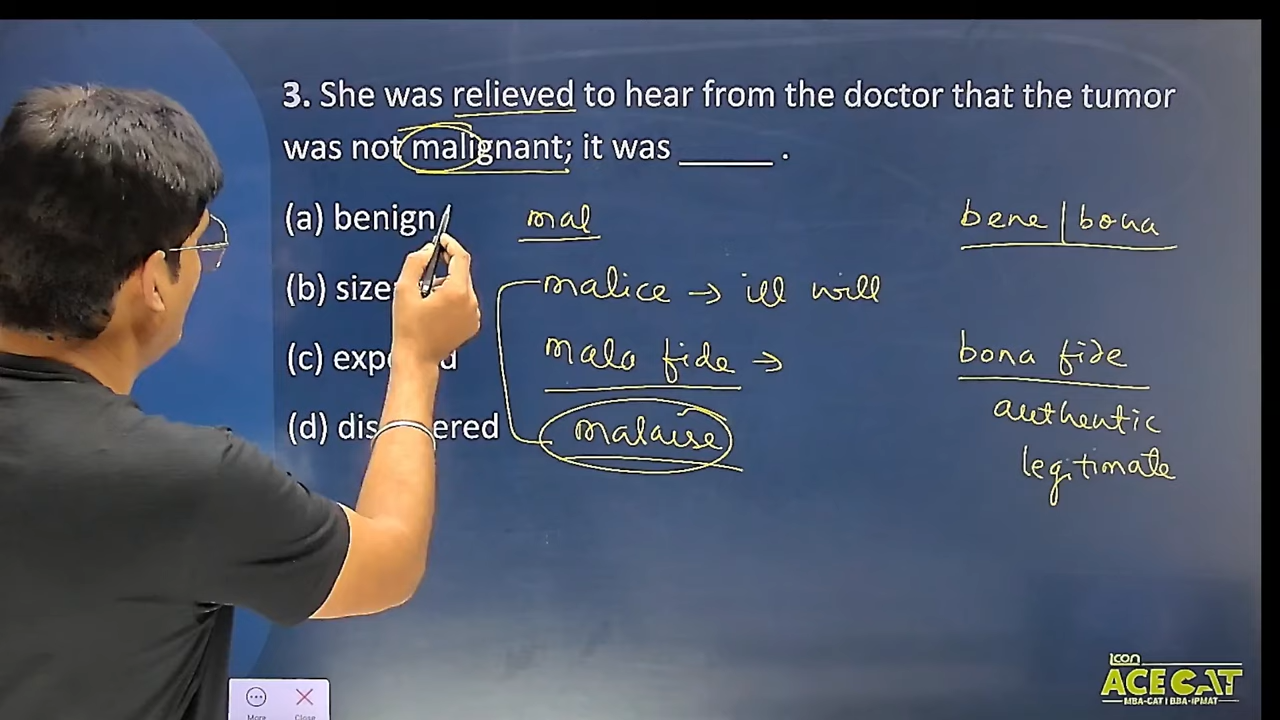 3. She was relieved to hear from the doctor that the tumor
was not malignant; it was _____ .
(a) benign
mal
bene | bona
(b) size
malice → ill will
(c) exp d
mala fide →
bona fide
(d) dis ered
malaise
authentic
legitimate
icon
ACE CAT
MBA-CAT | BBA-IPMAT
More
Close